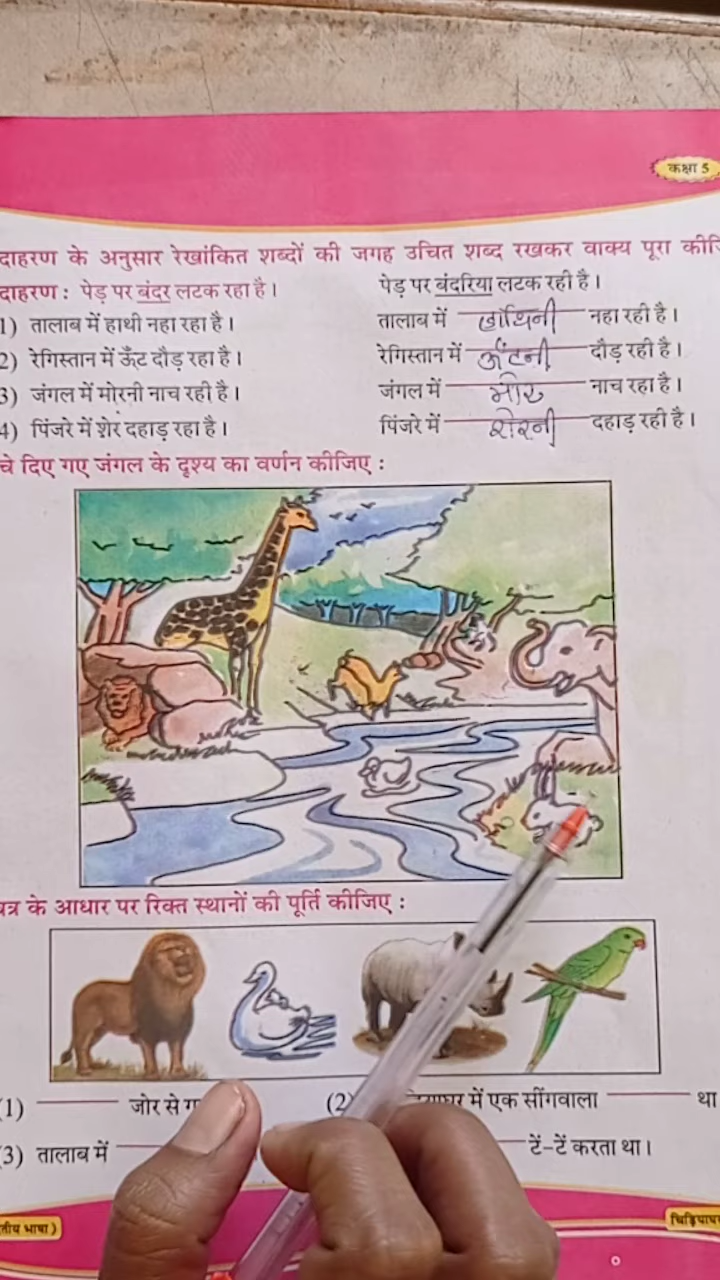 कक्षा 5
दाहरण के अनुसार रेखांकित शब्दों की जगह उचित शब्द रखकर वाक्य पूरा कीजि
दाहरण : पेड़ पर बंदर लटक रहा है। पेड़ पर बंदरिया लटक रही है।
1) तालाब में हाथी नहा रहा है। तालाब में नहा रही है।
2) रेगिस्तान में ऊँट दौड़ रहा है। रेगिस्तान में ऊँटनी दौड़ रही है।
3) जंगल में मोरनी नाच रही है। जंगल में मोर नाच रहा है।
4) पिंजरे में शेर दहाड़ रहा है। पिंजरे में शेरनी दहाड़ रही है।
चे दिए गए जंगल के दृश्य का वर्णन कीजिए :
त्र के आधार पर रिक्त स्थानों की पूर्ति कीजिए :
(1) जोर से (2) में एक सींगवाला था
3) तालाब में टें-टें करता था।
तीय भाषा)
चिड़ियाघ